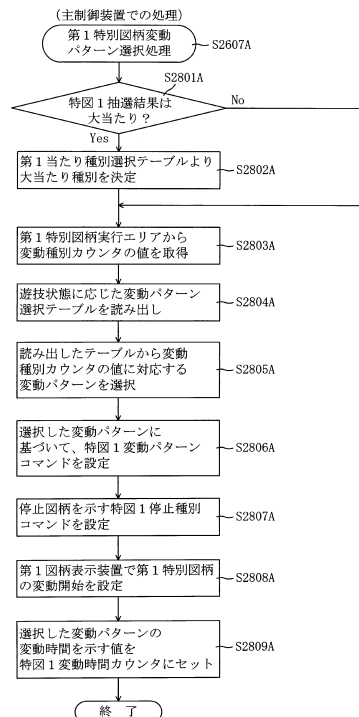 (主制御装置での処理)
第１特別図柄変動
パターン選択処理
S2607A
S2801A
特図１抽選結果は
大当たり？
No
Yes
第１当たり種別選択テーブルより
大当たり種別を決定
S2802A
第１特別図柄実行エリアから
変動種別カウンタの値を取得
S2803A
遊技状態に応じた変動パターン
選択テーブルを読み出し
S2804A
読み出したテーブルから変動
種別カウンタの値に対応する
変動パターンを選択
S2805A
選択した変動パターンに
基づいて、特図１変動パターン
コマンドを設定
S2806A
停止図柄を示す特図１停止種別
コマンドを設定
S2807A
第１図柄表示装置で第１特別図柄
の変動開始を設定
S2808A
選択した変動パターンの
変動時間を示す値を
特図１変動時間カウンタにセット
S2809A
終 了